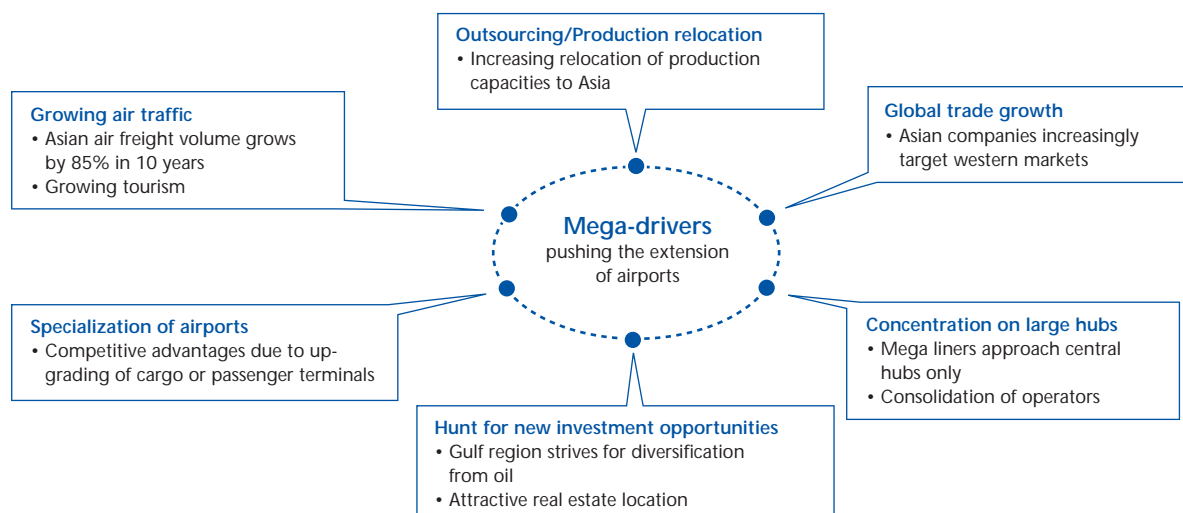 Outsourcing/Production relocation
• Increasing relocation of production
capacities to Asia
Growing air traffic
• Asian air freight volume grows
by 85% in 10 years
• Growing tourism
Global trade growth
• Asian companies increasingly
target western markets
Mega-drivers
pushing the extension
of airports
Specialization of airports
• Competitive advantages due to up-
grading of cargo or passenger terminals
Concentration on large hubs
• Mega liners approach central
hubs only
• Consolidation of operators
Hunt for new investment opportunities
• Gulf region strives for diversification
from oil
• Attractive real estate location